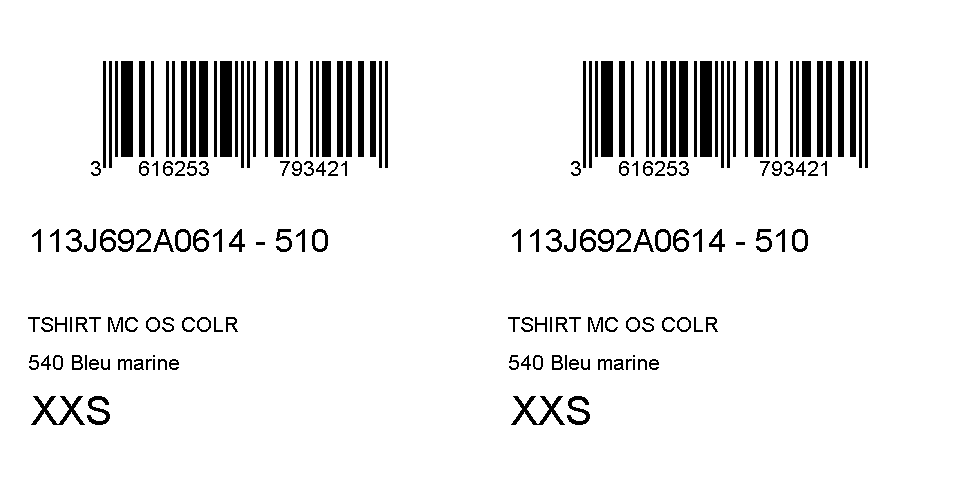 3 616253 793421
113J692A0614 - 510
TSHIRT MC OS COLR
540 Bleu marine
XXS
3 616253 793421
113J692A0614 - 510
TSHIRT MC OS COLR
540 Bleu marine
XXS